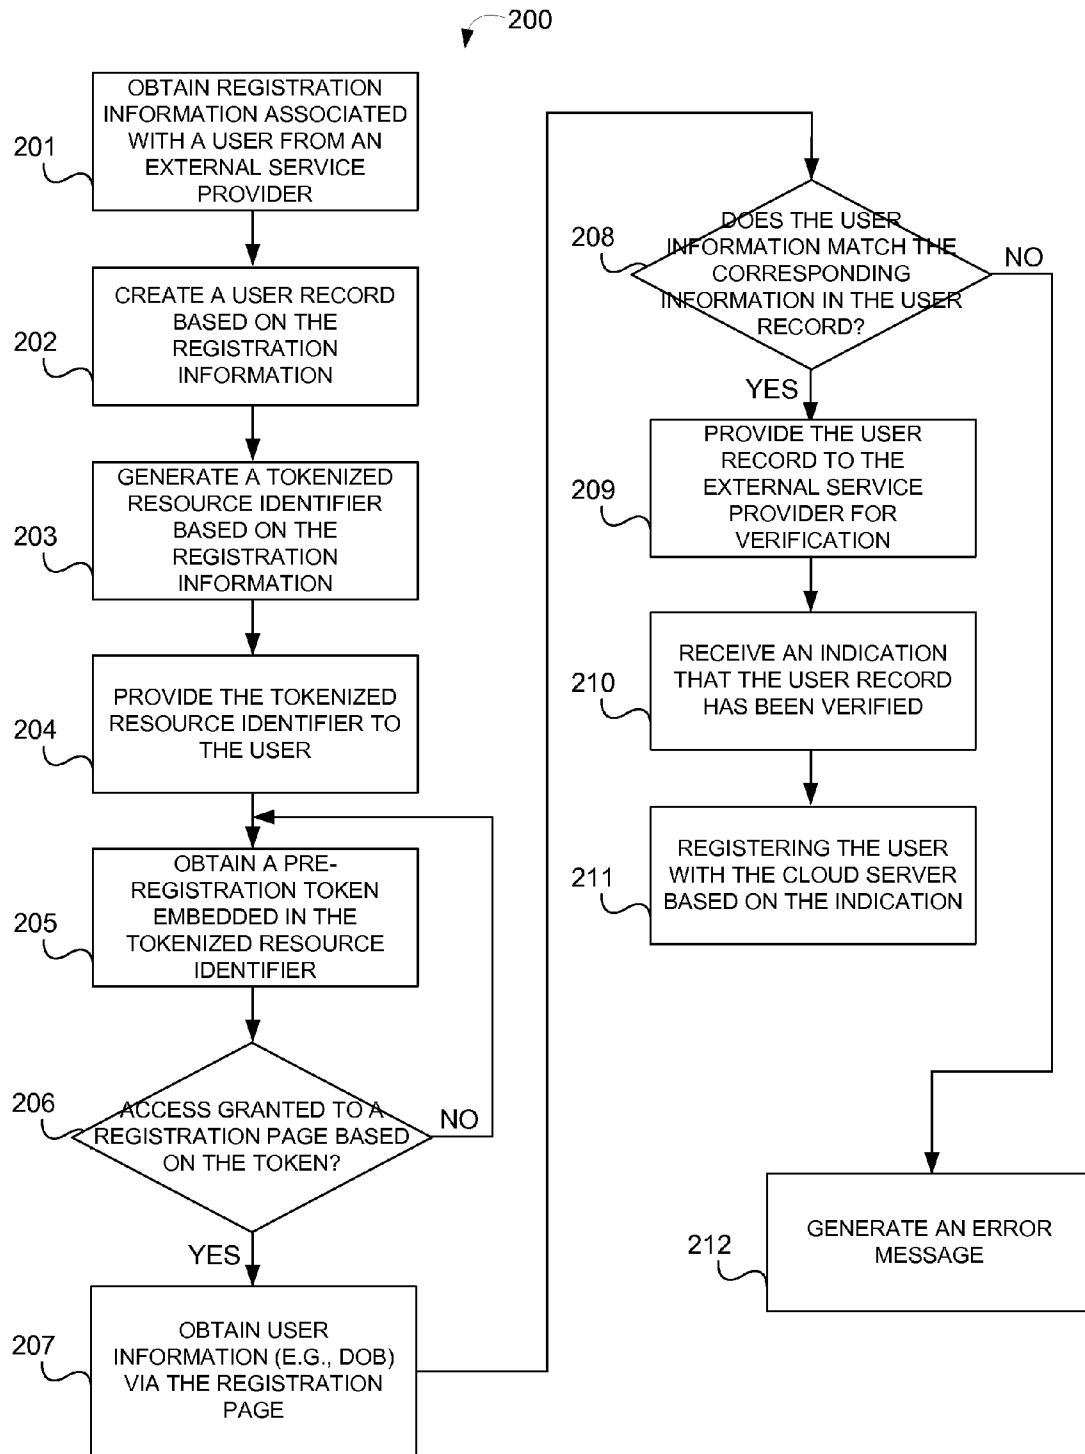 200
OBTAIN REGISTRATION
INFORMATION ASSOCIATED
WITH A USER FROM AN
EXTERNAL SERVICE
PROVIDER
201
CREATE A USER RECORD
BASED ON THE
REGISTRATION
INFORMATION
202
GENERATE A TOKENIZED
RESOURCE IDENTIFIER
BASED ON THE
REGISTRATION
INFORMATION
203
PROVIDE THE TOKENIZED
RESOURCE IDENTIFIER TO
THE USER
204
OBTAIN A PRE-
REGISTRATION TOKEN
EMBEDDED IN THE
TOKENIZED RESOURCE
IDENTIFIER
205
ACCESS GRANTED TO A
REGISTRATION PAGE BASED
ON THE TOKEN?
206
NO
YES
OBTAIN USER
INFORMATION (E.G., DOB)
VIA THE REGISTRATION
PAGE
207
DOES THE USER
INFORMATION MATCH THE
CORRESPONDING
INFORMATION IN THE USER
RECORD?
208
NO
YES
PROVIDE THE USER
RECORD TO THE
EXTERNAL SERVICE
PROVIDER FOR
VERIFICATION
209
RECEIVE AN INDICATION
THAT THE USER RECORD
HAS BEEN VERIFIED
210
REGISTERING THE USER
WITH THE CLOUD SERVER
BASED ON THE INDICATION
211
GENERATE AN ERROR
MESSAGE
212